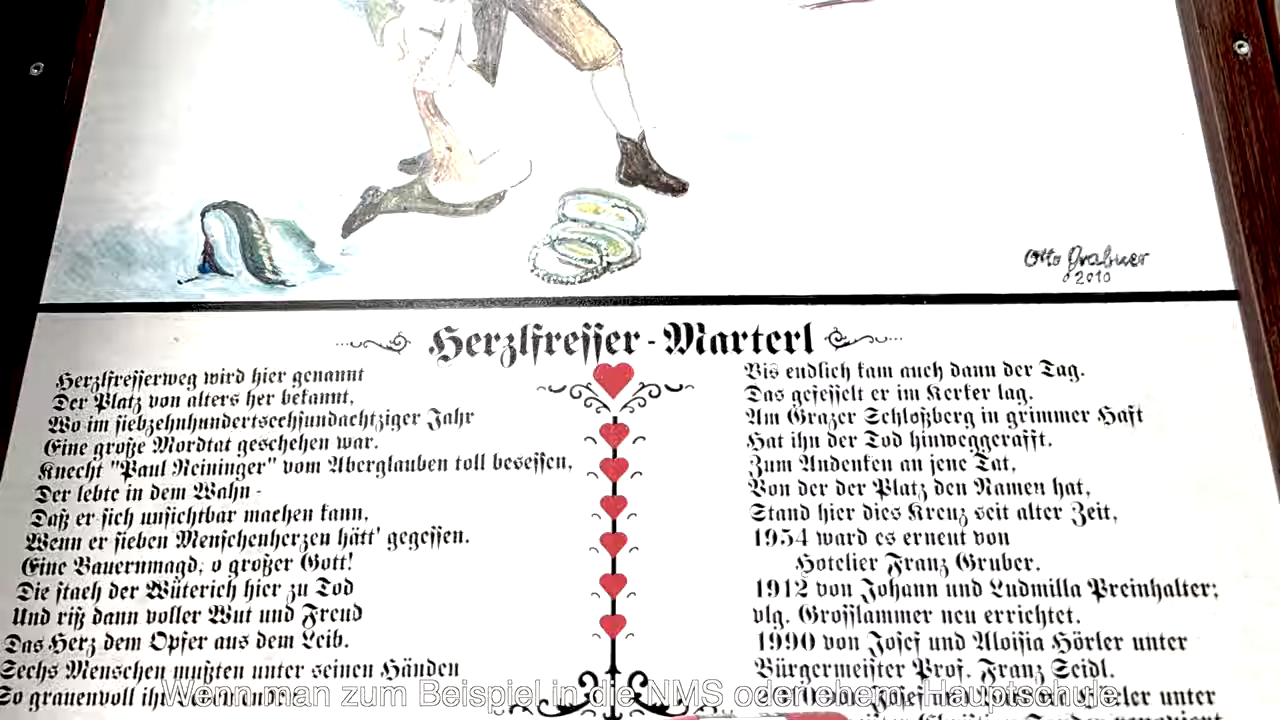 Otto Grabner
2010
Herzlfresser-Marterl
Herzlfresserweg wird hier genannt
Der Platz von alters her bekannt,
Wo im siebzehnhundertsechsundachtziger Jahr
Eine große Mordtat geschehen war.
Knecht "Paul Reininger" vom Aberglauben toll besessen,
Der lebte in dem Wahn -
Daß er sich unsichtbar machen kann,
Wenn er sieben Menschenherzen hätt' gegessen.
Eine Bauernmagd, o großer Gott!
Die stach der Wüterich hier zu Tod
Und riß dann voller Wut und Freud
Das Herz dem Opfer aus dem Leib.
Sechs Menschen mußten unter seinen Händen
So grauenvoll ihr
Bis endlich kam auch dann der Tag.
Das gefesselt er im Kerker lag.
Am Grazer Schloßberg in grimmer Haft
Hat ihn der Tod hinweggerafft.
Zum Andenken an jene Tat,
Von der der Platz den Namen hat,
Stand hier dies Kreuz seit alter Zeit,
1954 ward es erneut von
Hotelier Franz Gruber.
1912 von Johann und Ludmilla Preinhalter;
vlg. Grosslammer neu errichtet.
1990 von Josef und Aloisia Hörler unter
Bürgermeister Prof. Franz Seidl.
unter
Wenn man zum Beispiel in die NMS oder ehem. Hauptschule